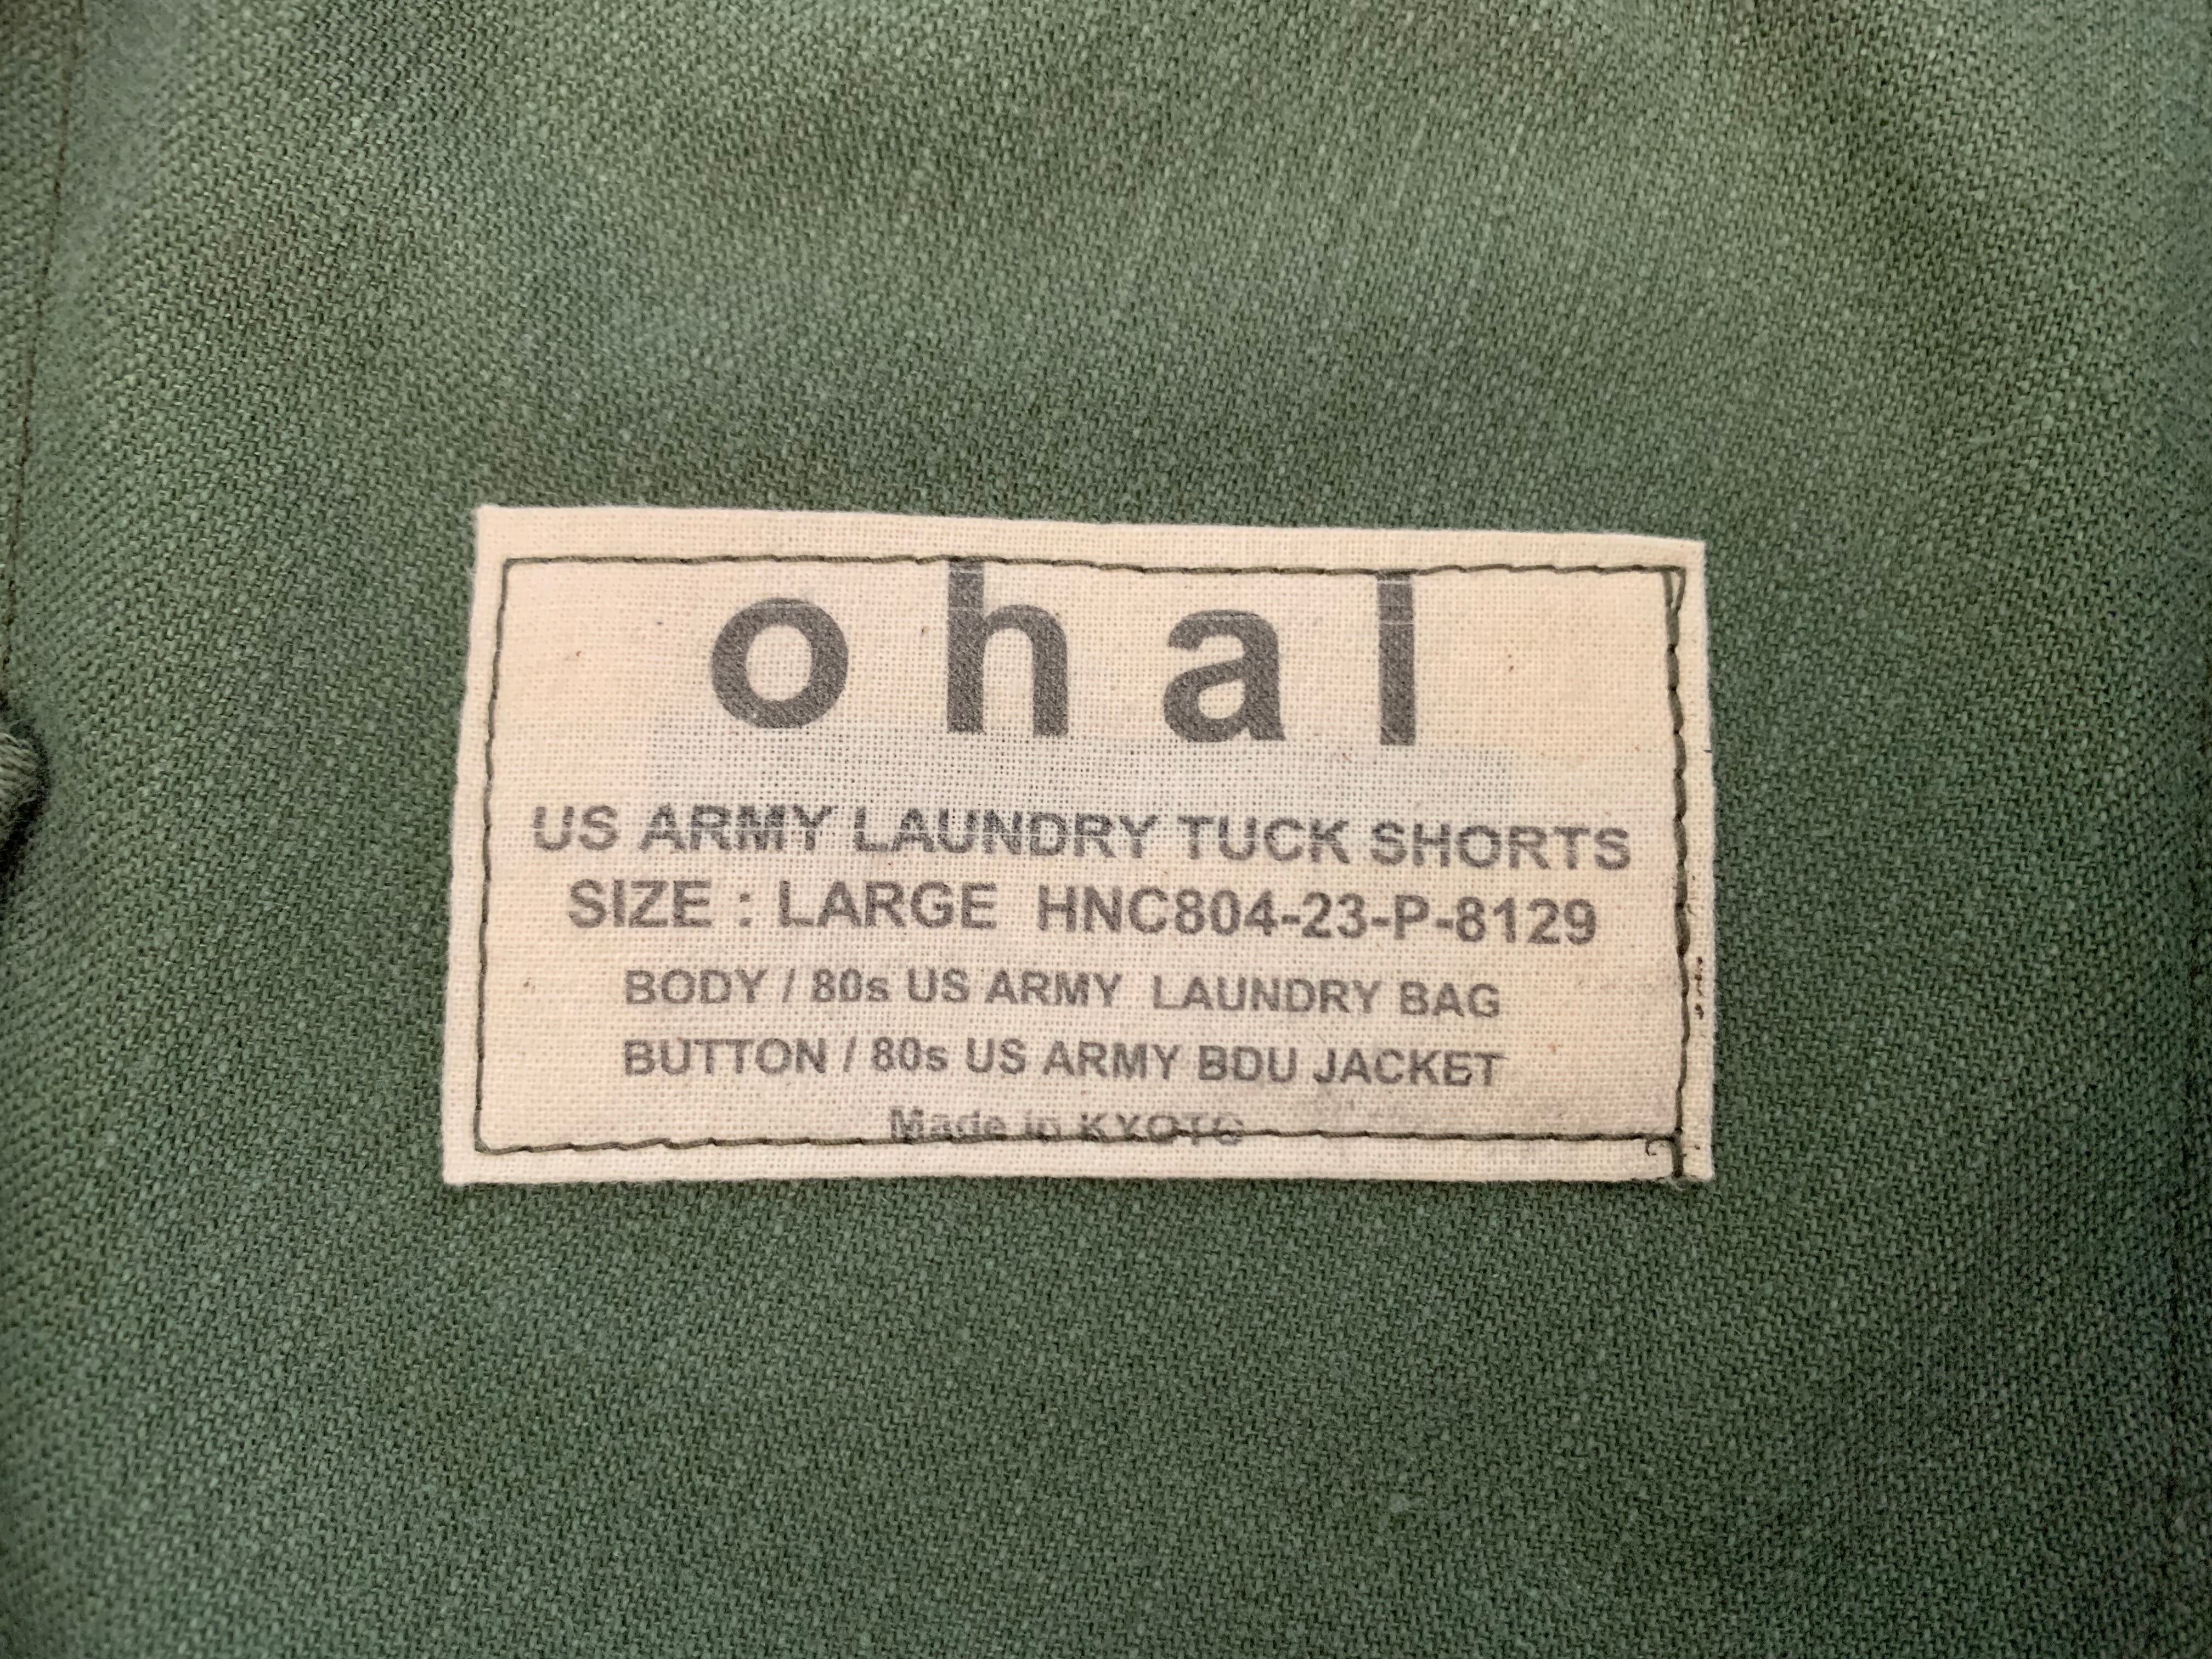 ohal
US ARMY LAUNDRY TUCK SHORTS
SIZE : LARGE HNC804-23-P-8129
BODY / 80s US ARMY LAUNDRY BAG
BUTTON / 80s US ARMY BDU JACKET
Made in KYOTO